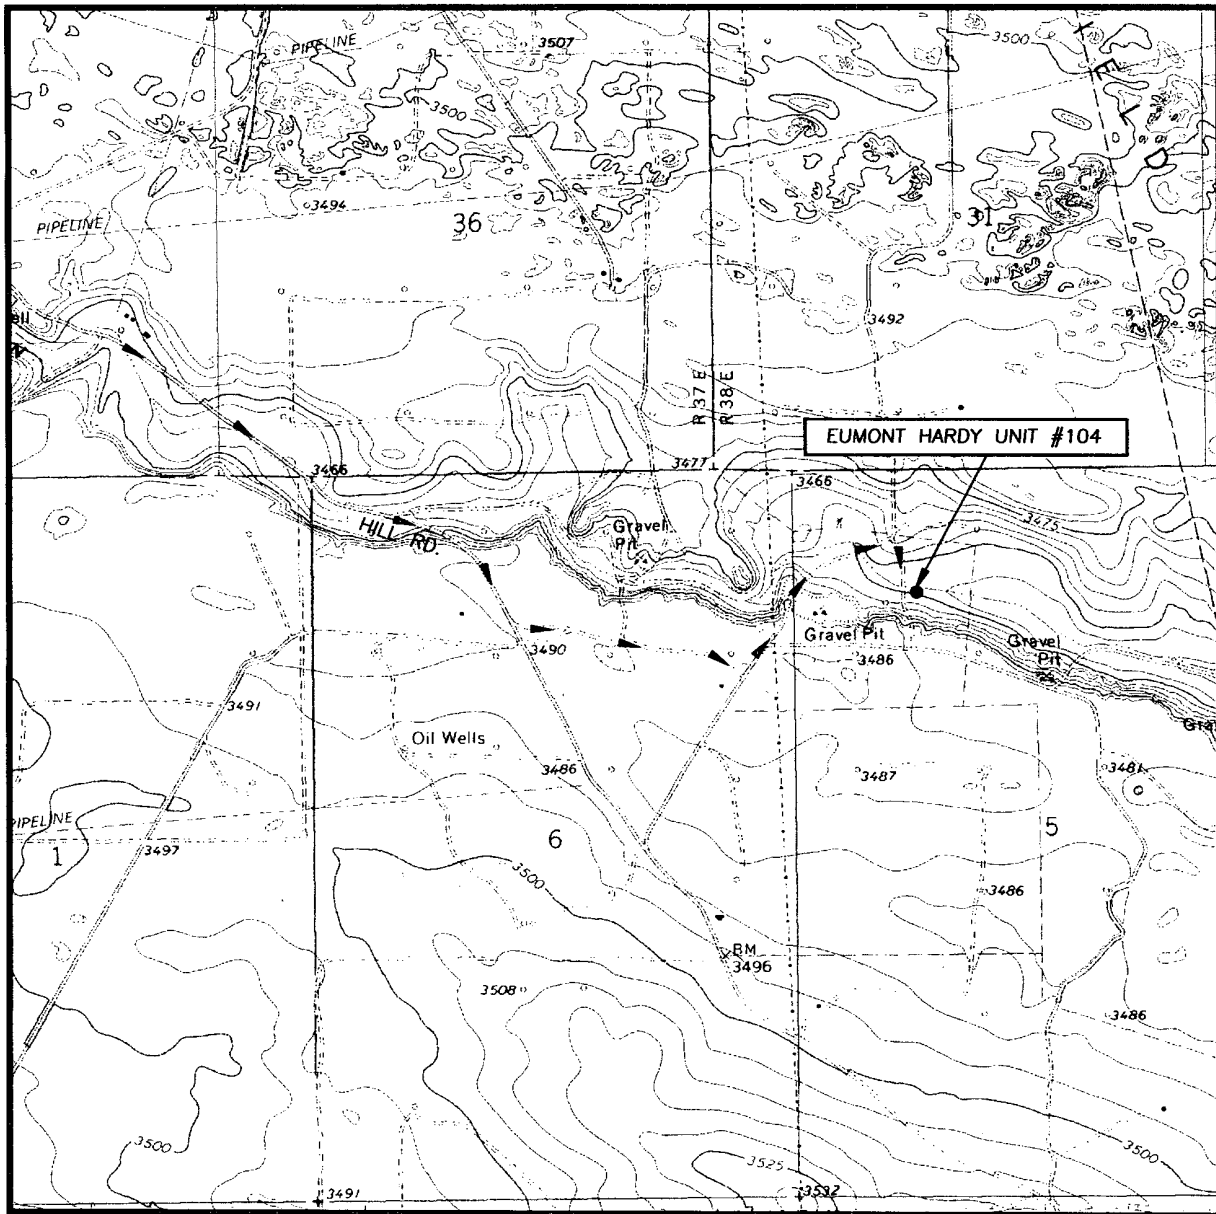 PIPELINE
3507
3500
3500
I E L D
3494
36
31
PIPELINE
3492
R 37 E
R 38 E
EUMONT HARDY UNIT #104
3466
3477
3466
3475
HILL RD.
Gravel
Pit
Gravel Pit
Gravel
Pit
3490
3486
3491
Oil Wells
3486
3487
3481
PIPELINE
3497
1
6
5
3500
3486
BM
3496
3508
3486
3500
3500
3525
3491
3532